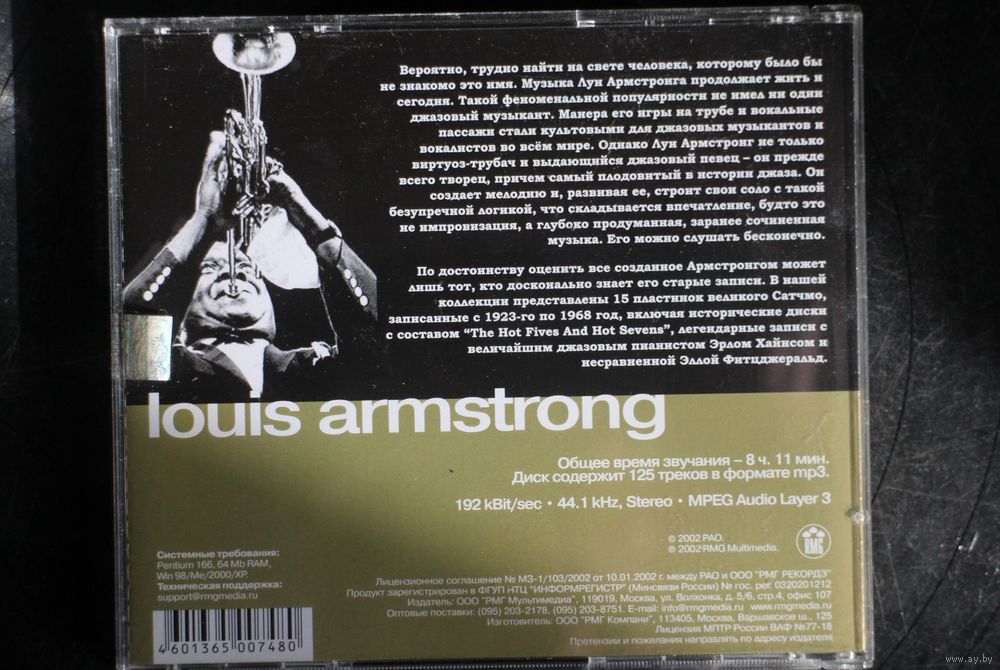 Вероятно, трудно найти на свете человека, которому было бы
не знакомо это имя. Музыка Луи Армстронга продолжает жить и
сегодня. Такой феноменальной популярности не имел ни один
джазовый музыкант. Манера его игры на трубе и вокальные
пассажи стали культовыми для джазовых музыкантов и
вокалистов во всём мире. Однако Луи Армстронг не только
виртуоз-трубач и выдающийся джазовый певец – он прежде
всего творец, причем самый плодовитый в истории джаза. Он
создает мелодию и, развивая ее, строит свои соло с такой
безупречной логикой, что складывается впечатление, будто это
не импровизация, а глубоко продуманная, заранее сочиненная
музыка. Его можно слушать бесконечно.
По достоинству оценить все созданное Армстронгом может
лишь тот, кто досконально знает его старые записи. В нашей
коллекции представлены 15 пластинок великого Сатчмо,
записанные с 1923-го по 1968 год, включая исторические диски
с составом “The Hot Fives And Hot Sevens”, легендарные записи с
величайшим джазовым пианистом Эрлом Хайнсом и
несравненной Эллой Фитцджеральд.
louis armstrong
Общее время звучания – 8 ч. 11 мин.
Диск содержит 125 треков в формате mp3.
192 kBit/sec • 44.1 kHz, Stereo • MPEG Audio Layer 3
© 2002 РАО.
℗ 2002 RMG Multimedia.
RMG
Системные требования:
Pentium 166, 64 Mb RAM,
Win 98/Me/2000/XP.
Техническая поддержка:
support@rmgmedia.ru
Лицензионное соглашение № МЗ-1/103/2002 от 10.01.2002 г. между РАО и ООО "РМГ РЕКОРДЗ"
Продукт зарегистрирован в ФГУП НТЦ "ИНФОРМРЕГИСТР" (Минсвязи России) № гос. рег. 0320201212
Издатель: ООО "РМГ Мультимедиа", 119019, Москва, ул. Волхонка, д. 5/6, стр.4, офис 107
Оптовые поставки: (095) 203-2178, (095) 203-8751. E-mail: info@rmgmedia.ru www.rmgmedia.ru
Изготовитель: ООО "РМГ Компани", 113405, Москва, Варшавское ш., 125
Лицензия МПТР России ВАФ №77-18
Претензии и пожелания направлять по адресу издателя
4 601365 007480
www.ay.by